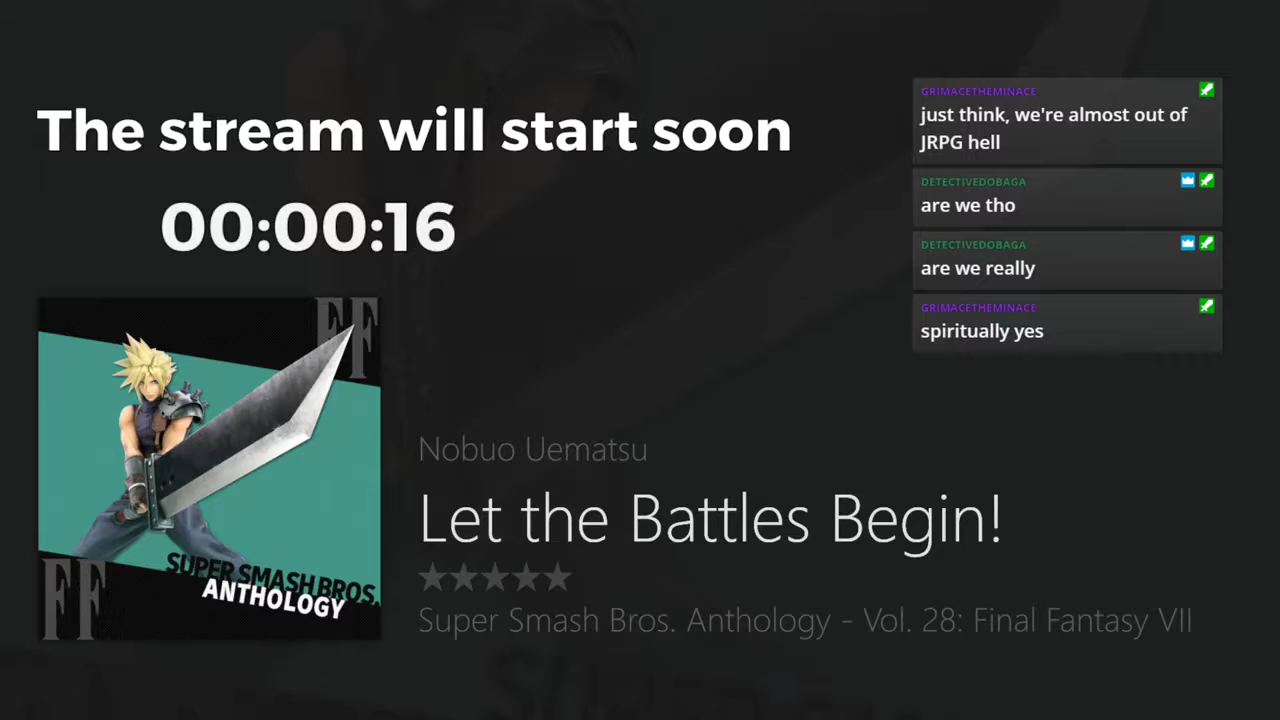 The stream will start soon
00:00:16
GRIMACETHEMINACE
just think, we're almost out of
JRPG hell
DETECTIVEDOBAGA
are we tho
DETECTIVEDOBAGA
are we really
GRIMACETHEMINACE
spiritually yes
FF
SUPER SMASH BROS.
ANTHOLOGY
FF
Nobuo Uematsu
Let the Battles Begin!
Super Smash Bros. Anthology - Vol. 28: Final Fantasy VII